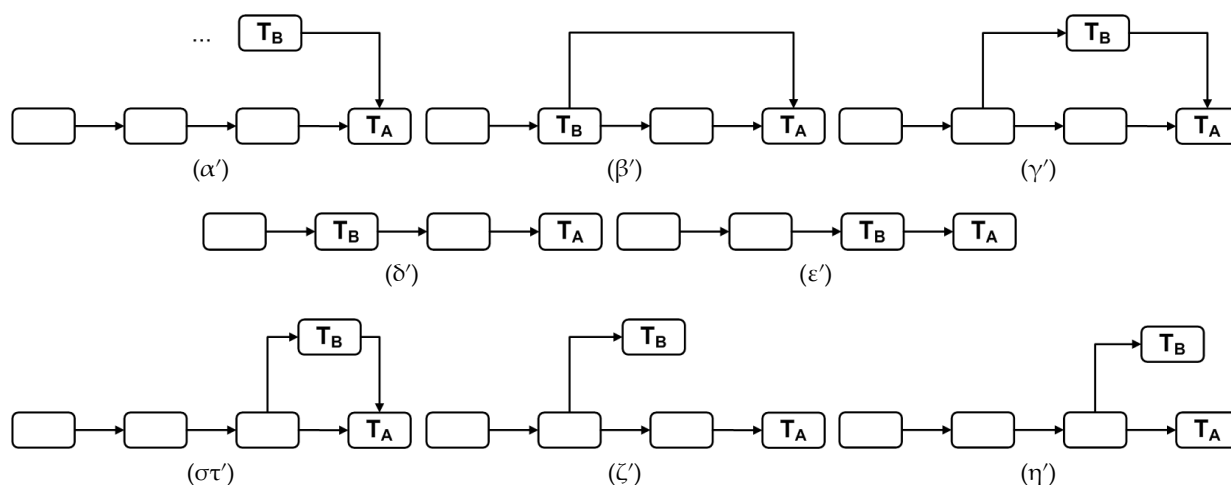 ... T_B
T_A
(α′)
T_B T_A
(β′)
T_B
T_A
(γ′)
T_B T_A
(δ′)
T_B T_A
(ε′)
T_B
T_A
(στ′)
T_B
T_A
(ζ′)
T_B
T_A
(η′)